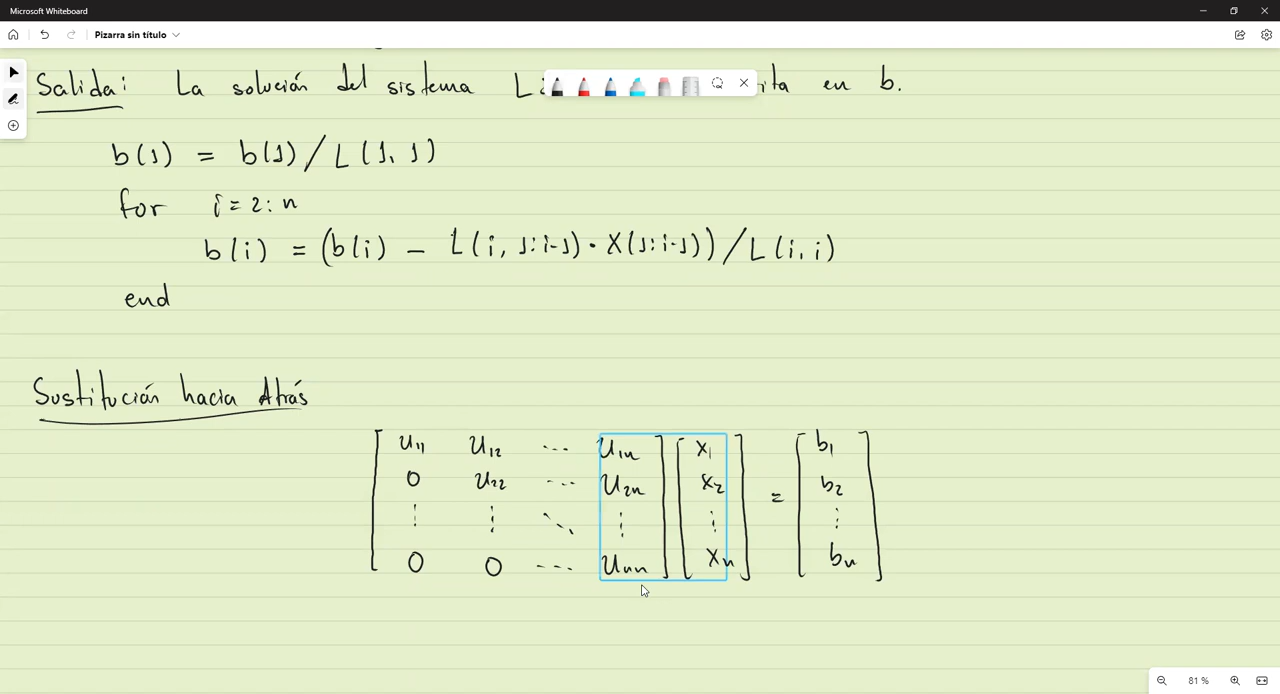 Microsoft Whiteboard
Pizarra sin título
Salida: La solución del sistema L en b.
b(1) = b(1)/L(1,1)
for i=2:n
b(i) = (b(i) - L(i,1:i-1)·X(1:i-1))/L(i,i)
end
Sustitución hacia Atrás
[ u11 u12 ... u1n ] [ x1 ] [ b1 ]
[ 0 u22 ... u2n ] [ x2 ] = [ b2 ]
[ ⋮ ⋮ ⋱ ⋮ ] [ ⋮ ] [ ⋮ ]
[ 0 0 ... unn ] [ xn ] [ bn ]
81 %